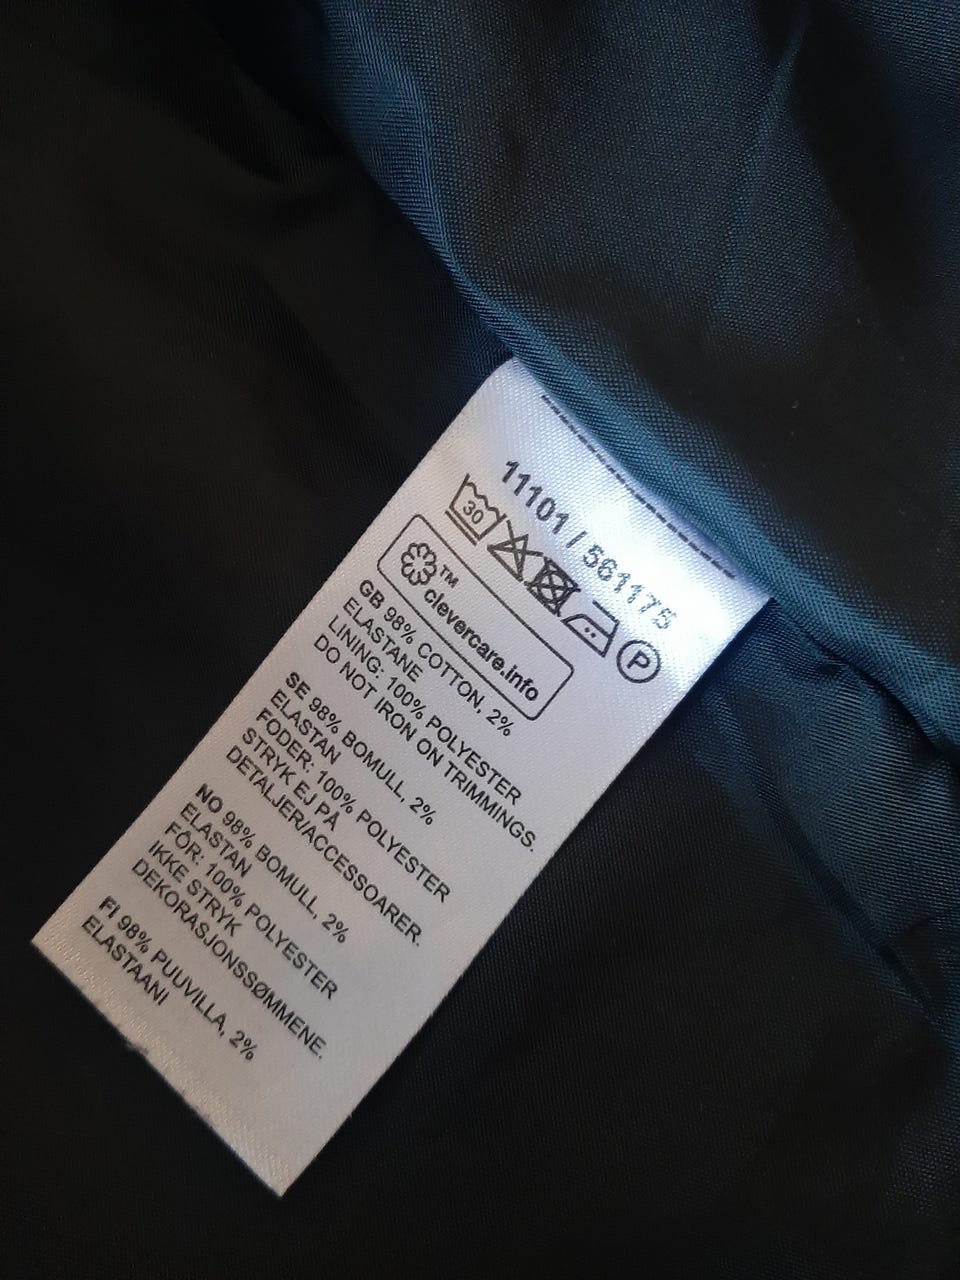 11101 / 561175
30
P
™
clevercare.info
GB 98% COTTON, 2%
ELASTANE
LINING: 100% POLYESTER
DO NOT IRON ON TRIMMINGS.
SE 98% BOMULL, 2%
ELASTAN
FODER: 100% POLYESTER
STRYK EJ PÅ
DETALJER/ACCESSOARER.
NO 98% BOMULL, 2%
ELASTAN
FÔR: 100% POLYESTER
IKKE STRYK
DEKORASJONSSØMMENE.
FI 98% PUUVILLA, 2%
ELASTAANI